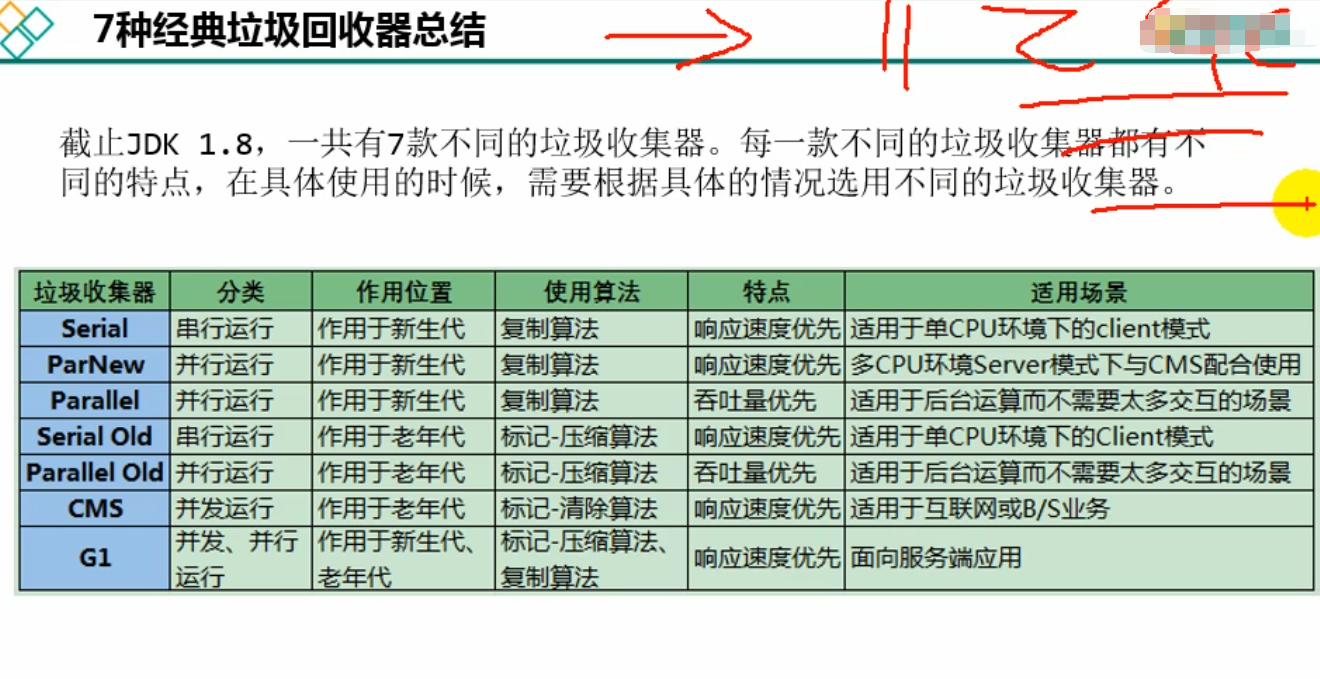 7种经典垃圾回收器总结
截止JDK 1.8，一共有7款不同的垃圾收集器。每一款不同的垃圾收集器都有不
同的特点，在具体使用的时候，需要根据具体的情况选用不同的垃圾收集器。
垃圾收集器 分类 作用位置 使用算法 特点 适用场景
Serial 串行运行 作用于新生代 复制算法 响应速度优先 适用于单CPU环境下的client模式
ParNew 并行运行 作用于新生代 复制算法 响应速度优先 多CPU环境Server模式下与CMS配合使用
Parallel 并行运行 作用于新生代 复制算法 吞吐量优先 适用于后台运算而不需要太多交互的场景
Serial Old 串行运行 作用于老年代 标记-压缩算法 响应速度优先 适用于单CPU环境下的Client模式
Parallel Old 并行运行 作用于老年代 标记-压缩算法 吞吐量优先 适用于后台运算而不需要太多交互的场景
CMS 并发运行 作用于老年代 标记-清除算法 响应速度优先 适用于互联网或B/S业务
G1 并发、并行运行 作用于新生代、老年代 标记-压缩算法、复制算法 响应速度优先 面向服务端应用